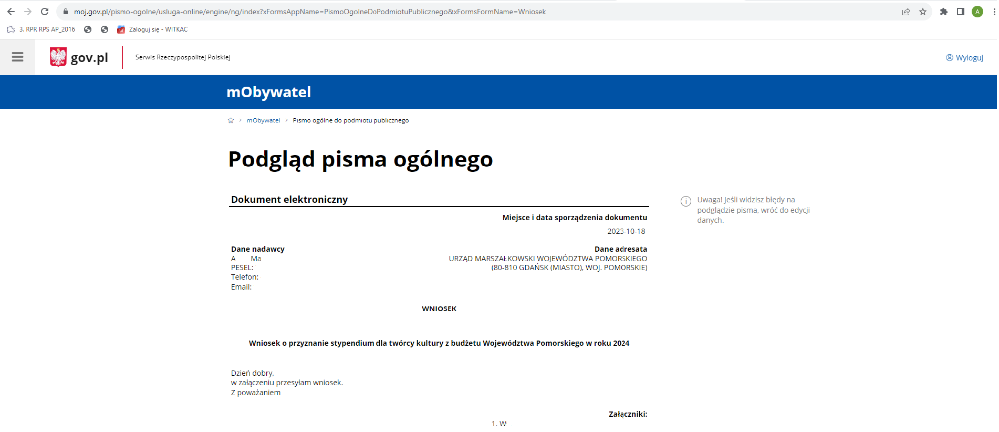 moj.gov.pl/pismo-ogolne/usluga-online/engine/ng/index?xFormsAppName=PismoOgolneDoPodmiotuPublicznego&xFormsFormName=Wniosek
A
3. RPR RPS AP_2016
Zaloguj się - WITKAC
gov.pl
Serwis Rzeczypospolitej Polskiej
Wyloguj
mObywatel
mObywatel > Pismo ogólne do podmiotu publicznego
Podgląd pisma ogólnego
Dokument elektroniczny
Uwaga! Jeśli widzisz błędy na
podglądzie pisma, wróć do edycji
danych.
Miejsce i data sporządzenia dokumentu
2023-10-18
Dane nadawcy
A Ma
PESEL:
Telefon:
Email:
Dane adresata
URZĄD MARSZAŁKOWSKI WOJEWÓDZTWA POMORSKIEGO
(80-810 GDAŃSK (MIASTO), WOJ. POMORSKIE)
WNIOSEK
Wniosek o przyznanie stypendium dla twórcy kultury z budżetu Województwa Pomorskiego w roku 2024
Dzień dobry,
w załączeniu przesyłam wniosek.
Z poważaniem
Załączniki:
1. W